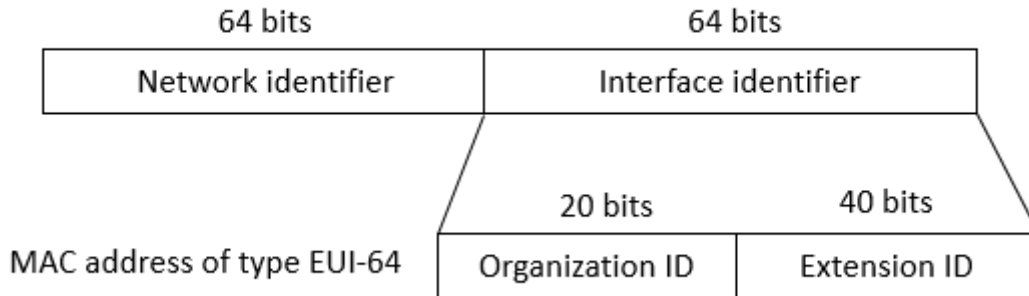 64 bits 64 bits
Network identifier Interface identifier
20 bits 40 bits
MAC address of type EUI-64 Organization ID Extension ID